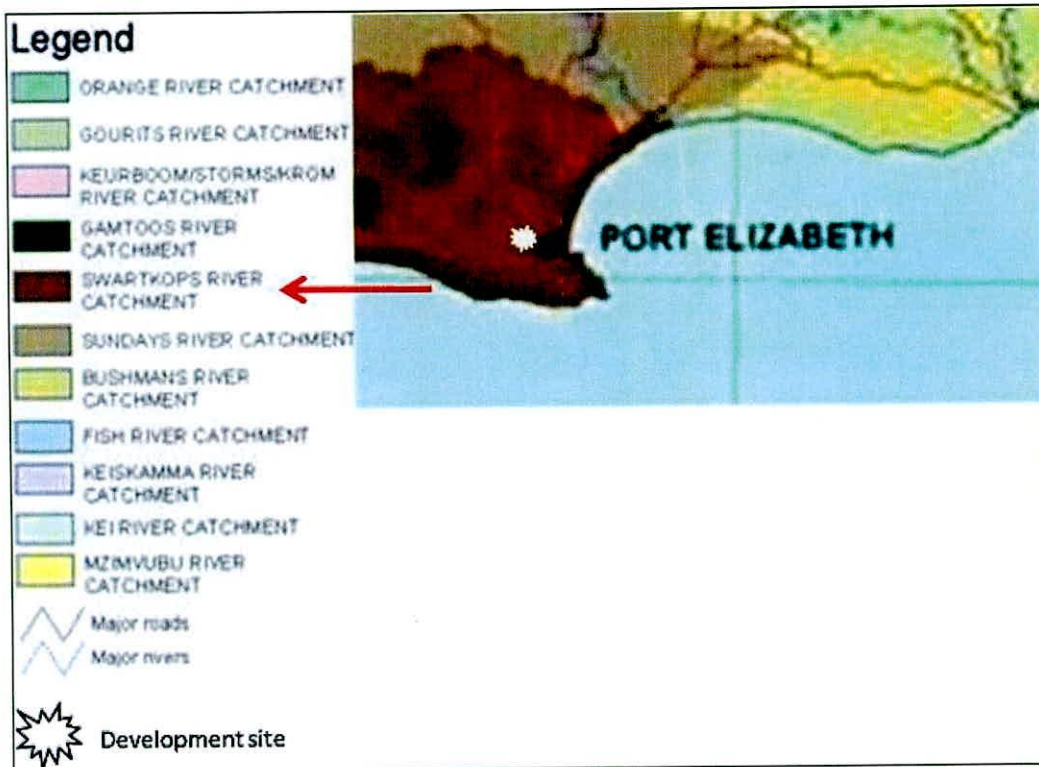 Legend
ORANGE RIVER CATCHMENT
GOURITS RIVER CATCHMENT
KEURBOOM/STORMS/KROM
RIVER CATCHMENT
GAMTOOS RIVER
CATCHMENT
SWARTKOPS RIVER
CATCHMENT
SUNDAYS RIVER CATCHMENT
BUSHMANS RIVER
CATCHMENT
FISH RIVER CATCHMENT
KEISKAMMA RIVER
CATCHMENT
KEI RIVER CATCHMENT
MZIMVUBU RIVER
CATCHMENT
Major roads
Major rivers
Development site
PORT ELIZABETH